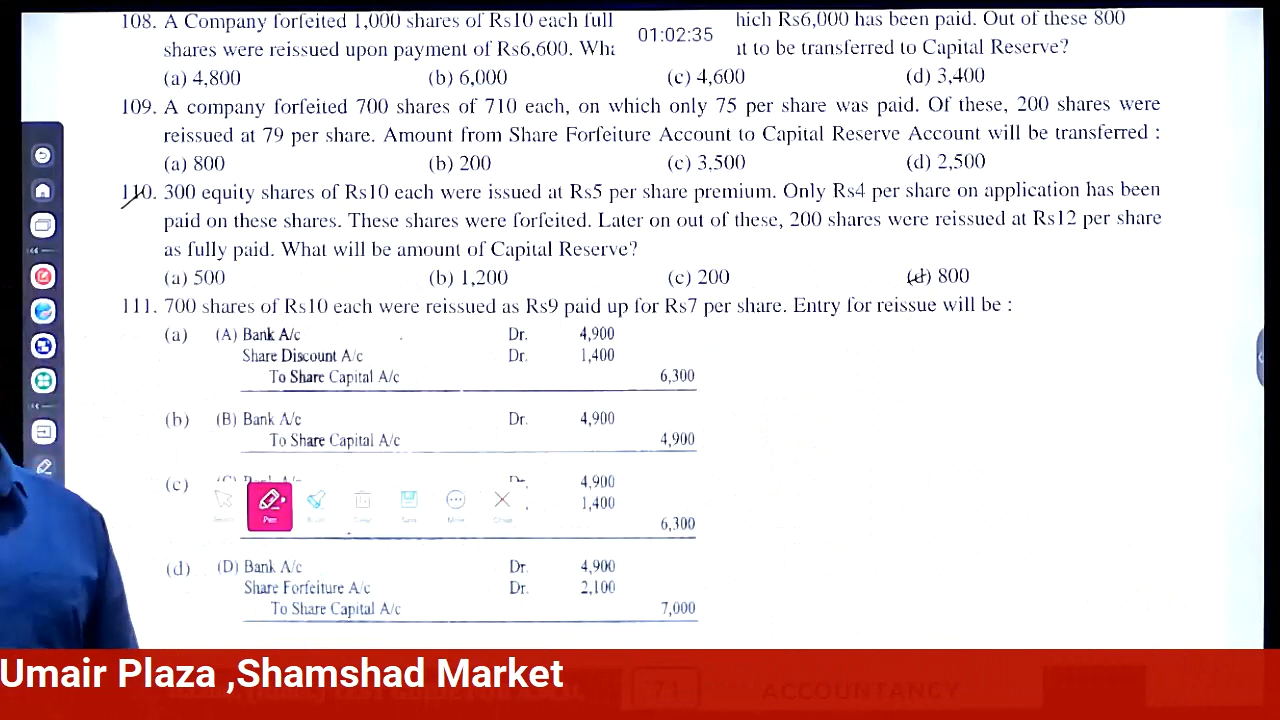 108. A Company forfeited 1,000 shares of Rs10 each full hich Rs6,000 has been paid. Out of these 800
01:02:35
shares were reissued upon payment of Rs6,600. Wha t to be transferred to Capital Reserve?
(a) 4,800 (b) 6,000 (c) 4,600 (d) 3,400
109. A company forfeited 700 shares of 710 each, on which only 75 per share was paid. Of these, 200 shares were
reissued at 79 per share. Amount from Share Forfeiture Account to Capital Reserve Account will be transferred :
(a) 800 (b) 200 (c) 3,500 (d) 2,500
110. 300 equity shares of Rs10 each were issued at Rs5 per share premium. Only Rs4 per share on application has been
paid on these shares. These shares were forfeited. Later on out of these, 200 shares were reissued at Rs12 per share
as fully paid. What will be amount of Capital Reserve?
(a) 500 (b) 1,200 (c) 200 (d) 800
111. 700 shares of Rs10 each were reissued as Rs9 paid up for Rs7 per share. Entry for reissue will be :
(a) (A) Bank A/c Dr. 4,900
Share Discount A/c Dr. 1,400
To Share Capital A/c 6,300
(b) (B) Bank A/c Dr. 4,900
To Share Capital A/c 4,900
(c) 4,900
1,400
6,300
Pen
(d) (D) Bank A/c Dr. 4,900
Share Forfeiture A/c Dr. 2,100
To Share Capital A/c 7,000
Umair Plaza ,Shamshad Market
71 ACCOUNTANCY